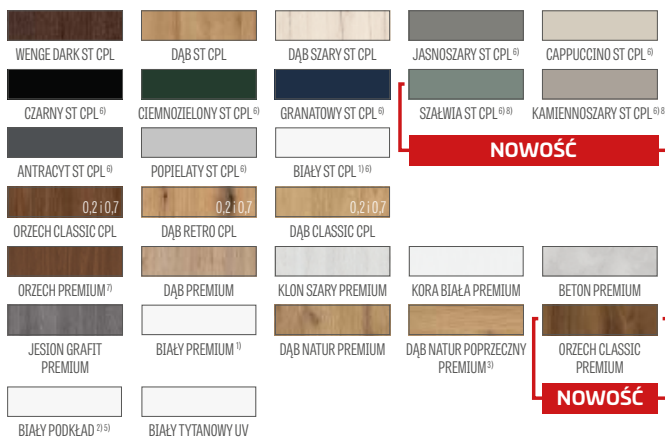 WENGE DARK ST CPL
DĄB ST CPL
DĄB SZARY ST CPL
JASNOSZARY ST CPL 6)
CAPPUCCINO ST CPL 6)
CZARNY ST CPL 6)
CIEMNOZIELONY ST CPL 6)
GRANATOWY ST CPL 6)
SZAŁWIA ST CPL 6) 8)
KAMIENNOSZARY ST CPL 6) 8
NOWOŚĆ
ANTRACYT ST CPL 6)
POPIELATY ST CPL 6)
BIAŁY ST CPL 1) 6)
0,2 i 0,7
0,2 i 0,7
0,2 i 0,7
ORZECH CLASSIC CPL
DĄB RETRO CPL
DĄB CLASSIC CPL
ORZECH PREMIUM 7)
DĄB PREMIUM
KLON SZARY PREMIUM
KORA BIAŁA PREMIUM
BETON PREMIUM
JESION GRAFIT
PREMIUM
BIAŁY PREMIUM 1)
DĄB NATUR PREMIUM
DĄB NATUR POPRZECZNY
PREMIUM 3)
ORZECH CLASSIC
PREMIUM
NOWOŚĆ
BIAŁY PODKŁAD 2) 5)
BIAŁY TYTANOWY UV